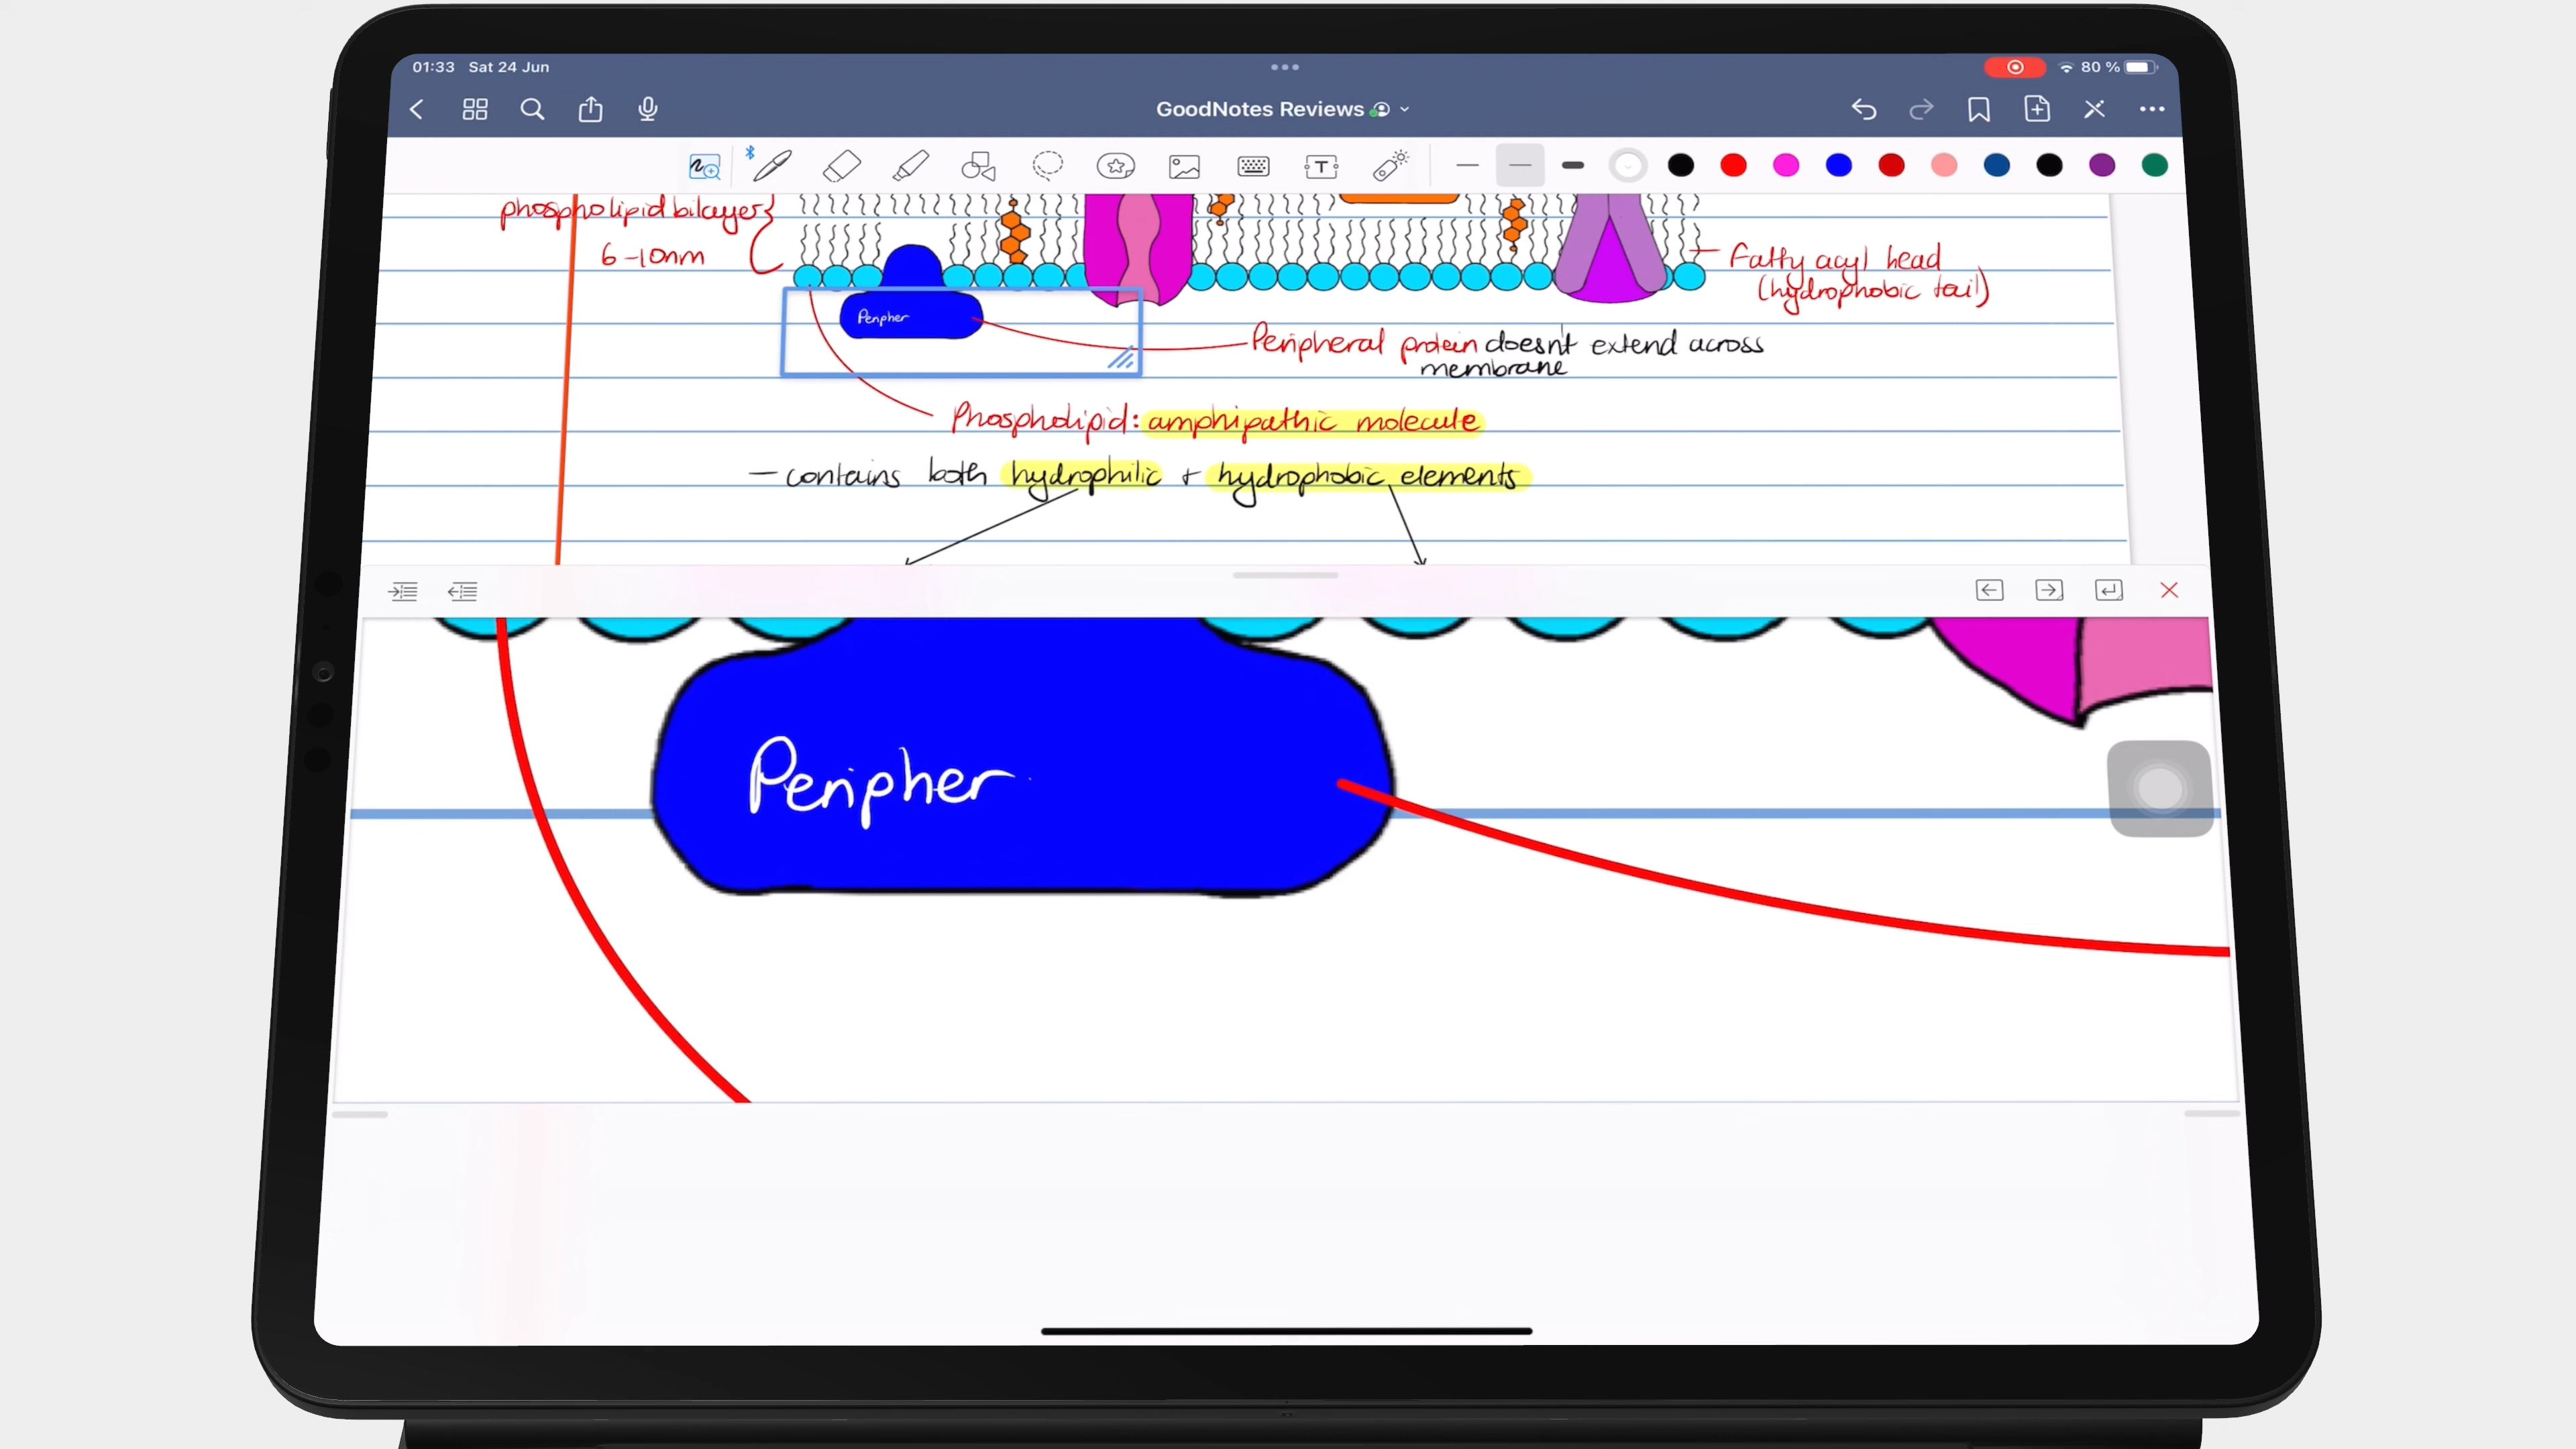 01:33 Sat 24 Jun
80 %
GoodNotes Reviews
T
phospholipid bilayer
6-10nm
Fatty acyl head
(hydrophobic tail)
Peripher
Peripheral protein doesn't extend across
membrane
Phospholipid: amphipathic molecule
- contains both hydrophilic + hydrophobic elements
Peripher